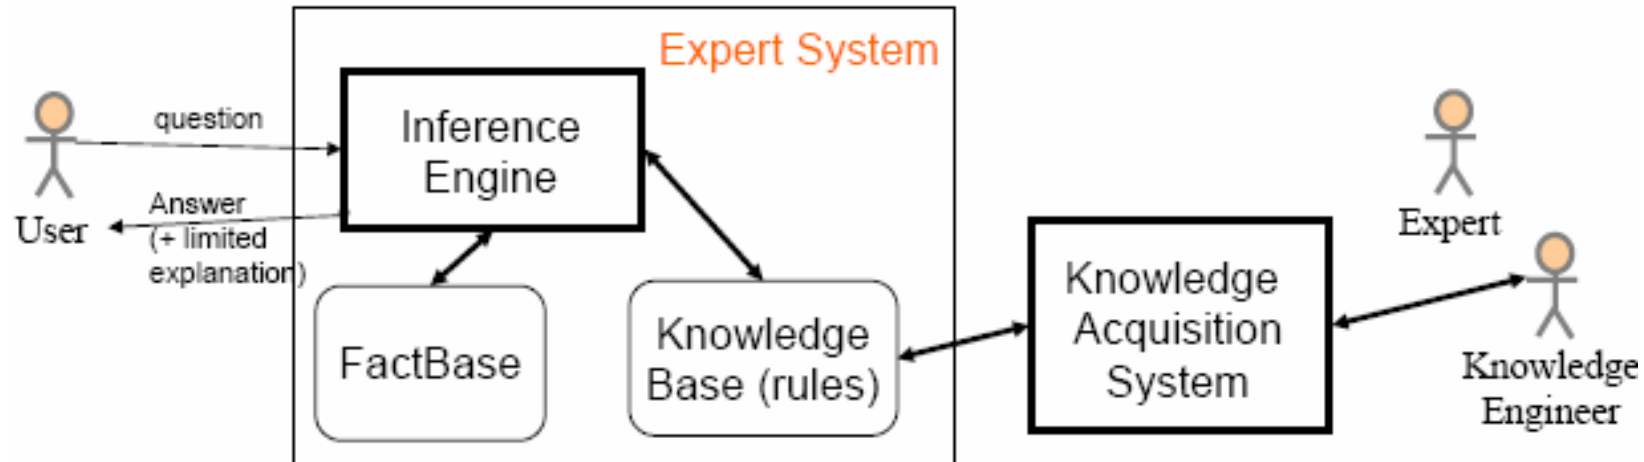 Expert System
question
Inference
Engine
User
Answer
(+ limited
explanation)
FactBase
Knowledge
Base (rules)
Knowledge
Acquisition
System
Expert
Knowledge
Engineer